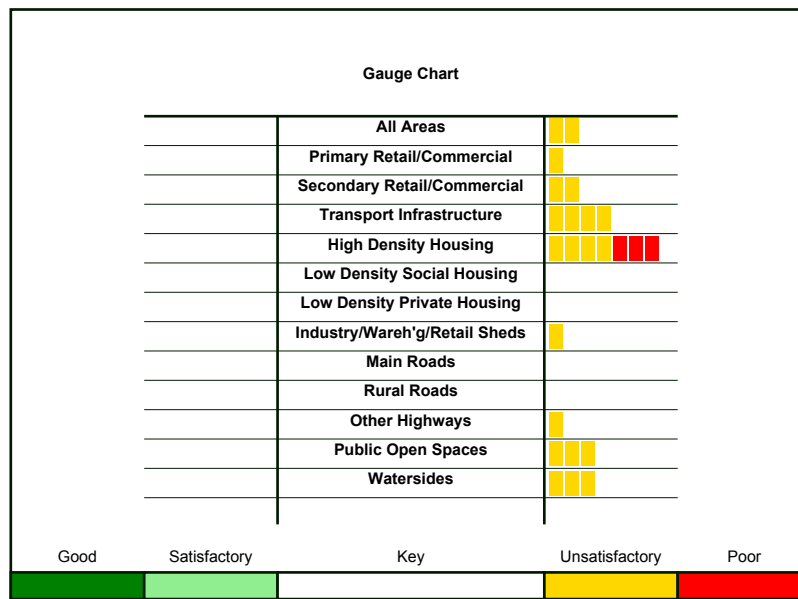 Gauge Chart
All Areas
Primary Retail/Commercial
Secondary Retail/Commercial
Transport Infrastructure
High Density Housing
Low Density Social Housing
Low Density Private Housing
Industry/Wareh'g/Retail Sheds
Main Roads
Rural Roads
Other Highways
Public Open Spaces
Watersides
Good Satisfactory Key Unsatisfactory Poor